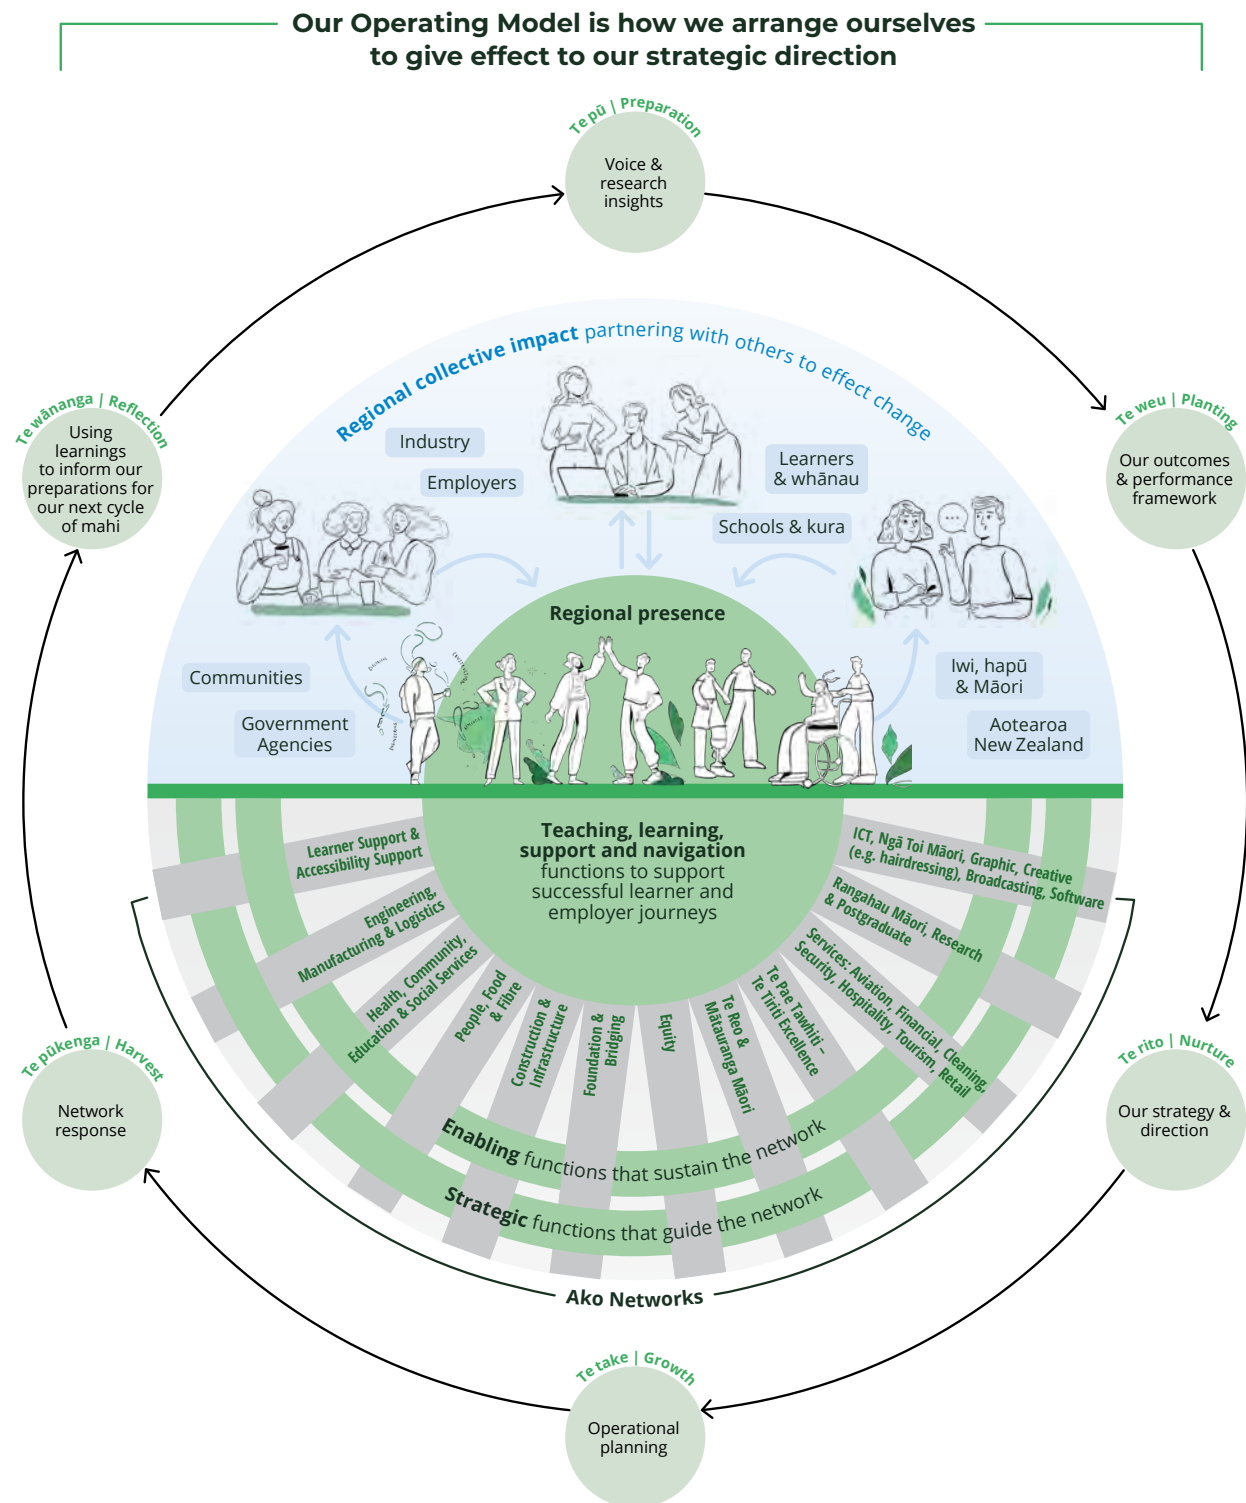 Our Operating Model is how we arrange ourselves
to give effect to our strategic direction
Te pū | Preparation
Voice &
research
insights
Te weu | Planting
Our outcomes
& performance
framework
Te rito | Nurture
Our strategy &
direction
Te take | Growth
Operational
planning
Te pūkenga | Harvest
Network
response
Te wānanga | Reflection
Using
learnings
to inform our
preparations for
our next cycle
of mahi
Regional collective impact partnering with others to effect change
Industry
Employers
Learners
& whānau
Schools & kura
Communities
Government
Agencies
Iwi, hapū
& Māori
Aotearoa
New Zealand
Regional presence
Teaching, learning,
support and navigation
functions to support
successful learner and
employer journeys
Learner Support &
Accessibility Support
Engineering,
Manufacturing & Logistics
Health, Community,
Education & Social Services
People, Food
& Fibre
Construction &
Infrastructure
Foundation &
Bridging
Equity
Te Reo &
Mātauranga Māori
Te Pae Tawhiti –
Te Tiriti Excellence
Services: Aviation, Financial, Cleaning,
Security, Hospitality, Tourism, Retail
Rangahau Māori, Research
& Postgraduate
ICT, Ngā Toi Māori, Graphic, Creative
(e.g. hairdressing), Broadcasting, Software
Enabling functions that sustain the network
Strategic functions that guide the network
Ako Networks